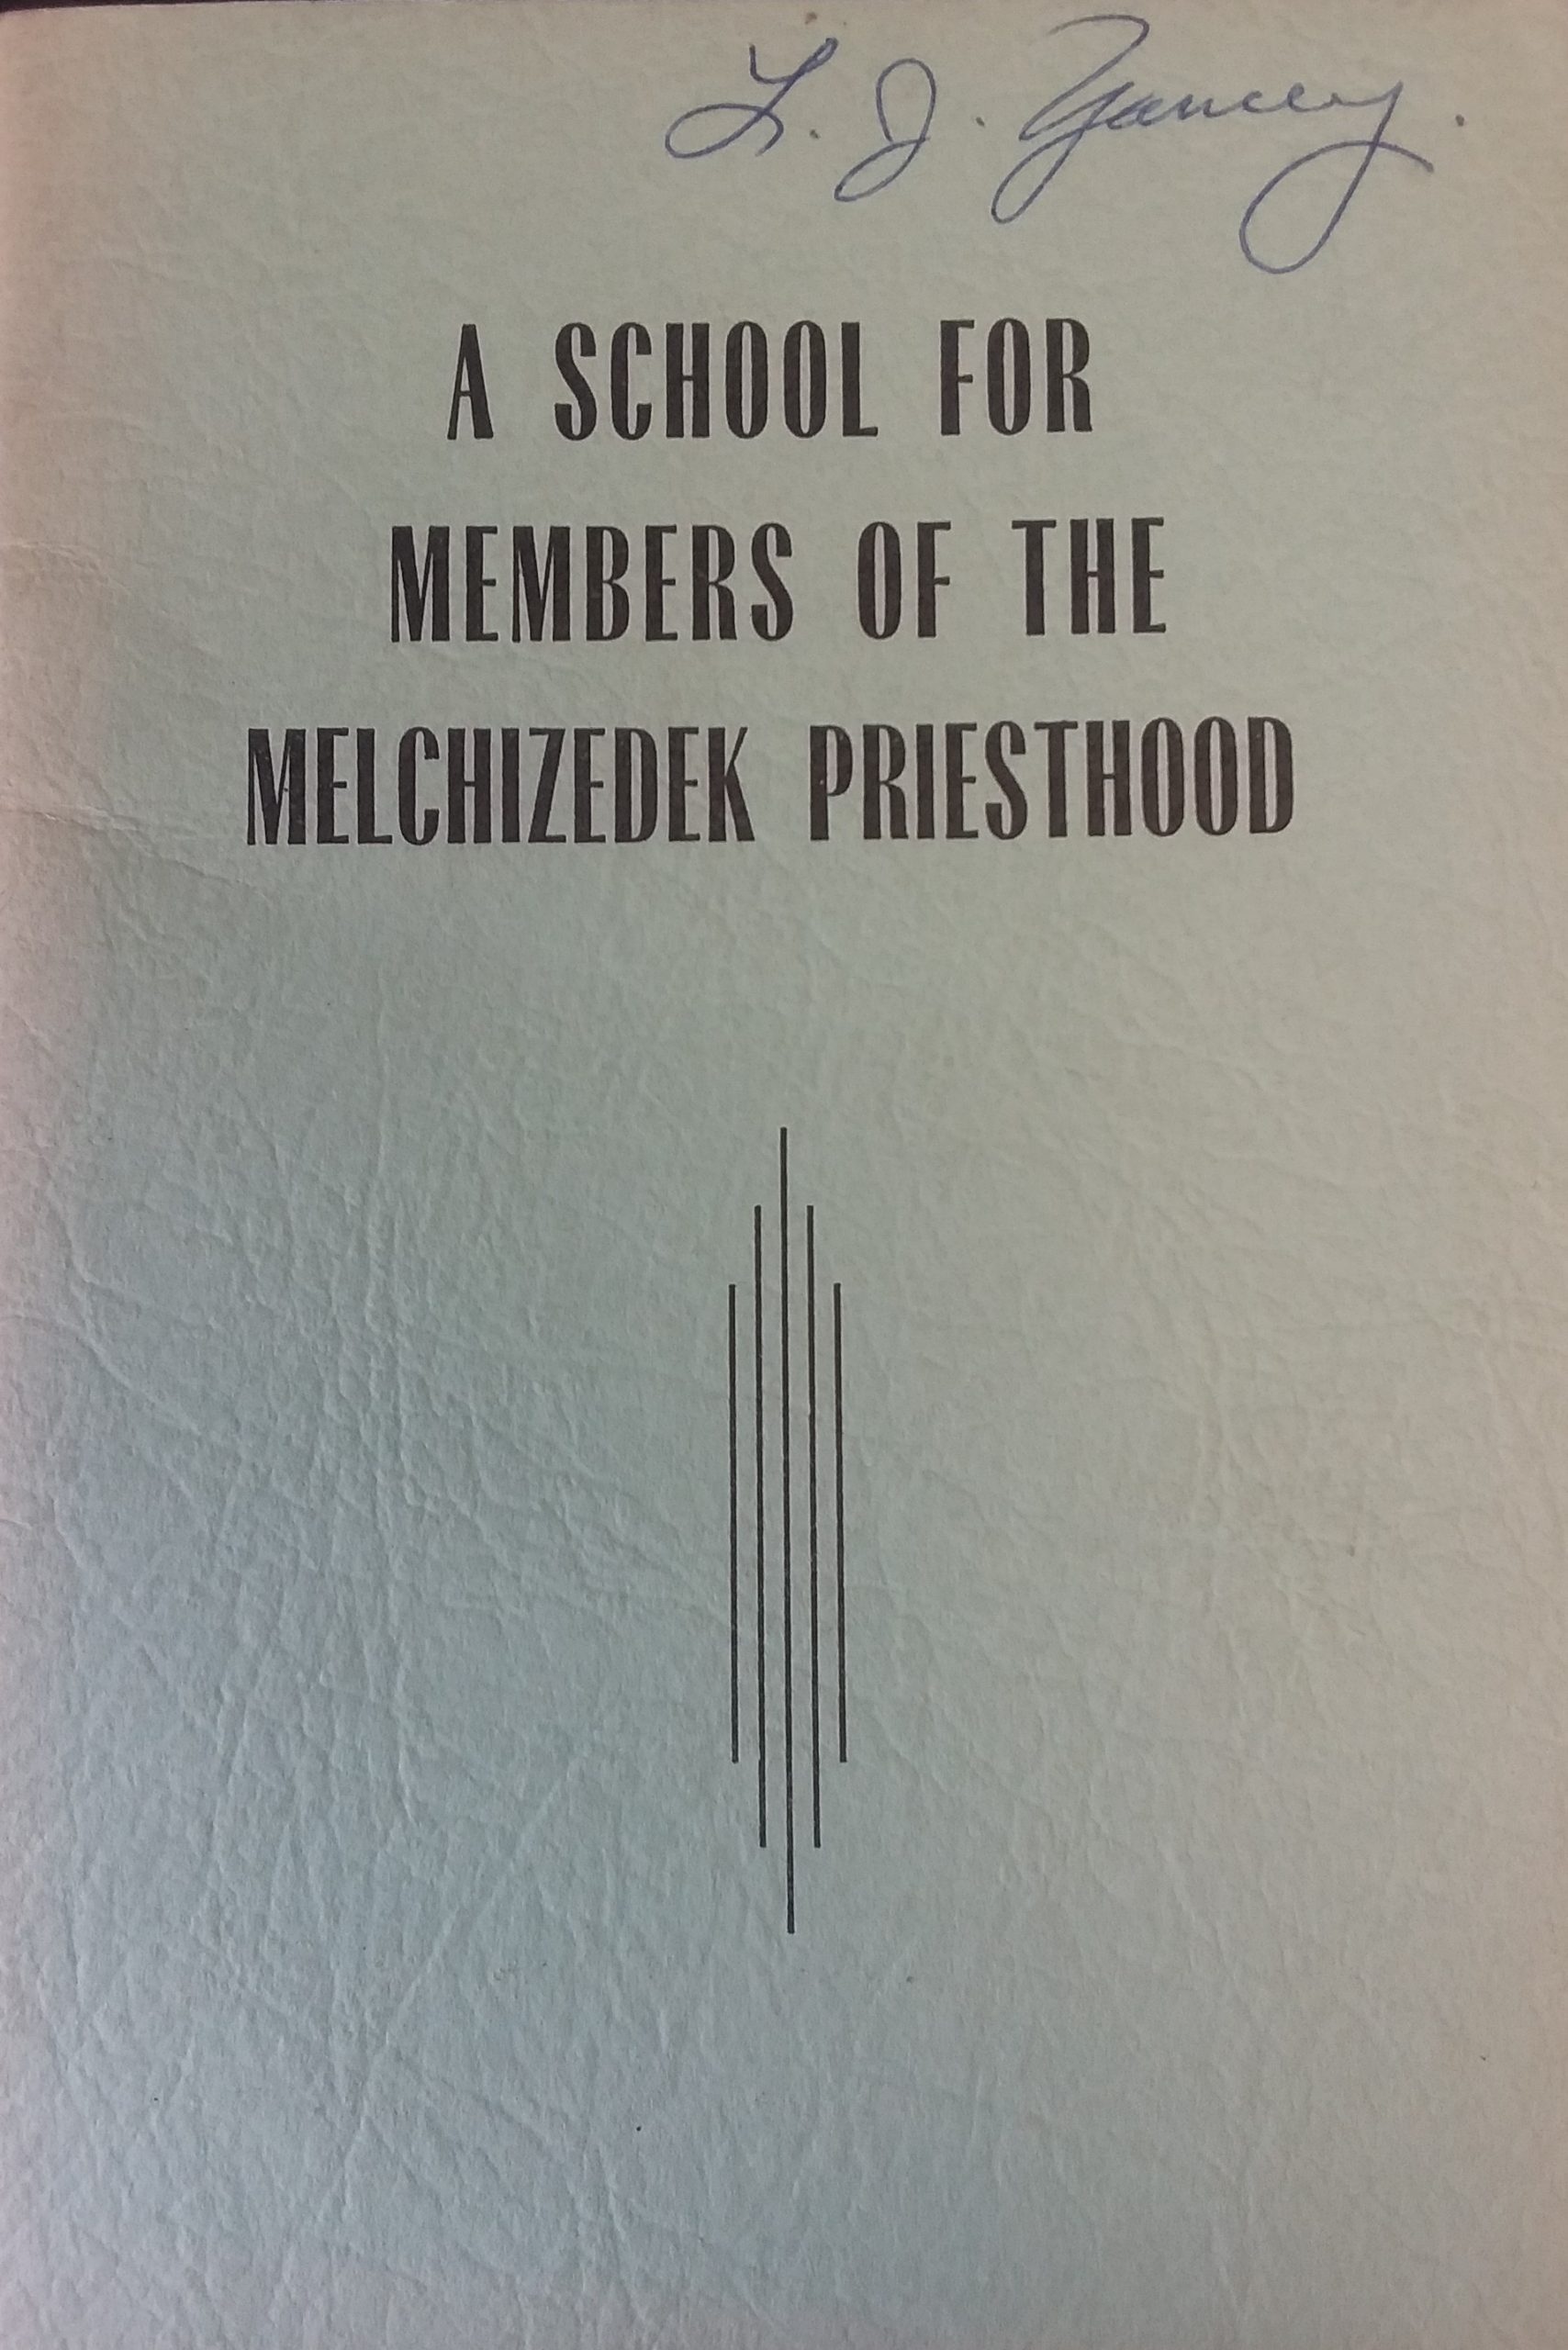 L. J. Yancey.
A SCHOOL FOR
MEMBERS OF THE
MELCHIZEDEK PRIESTHOOD